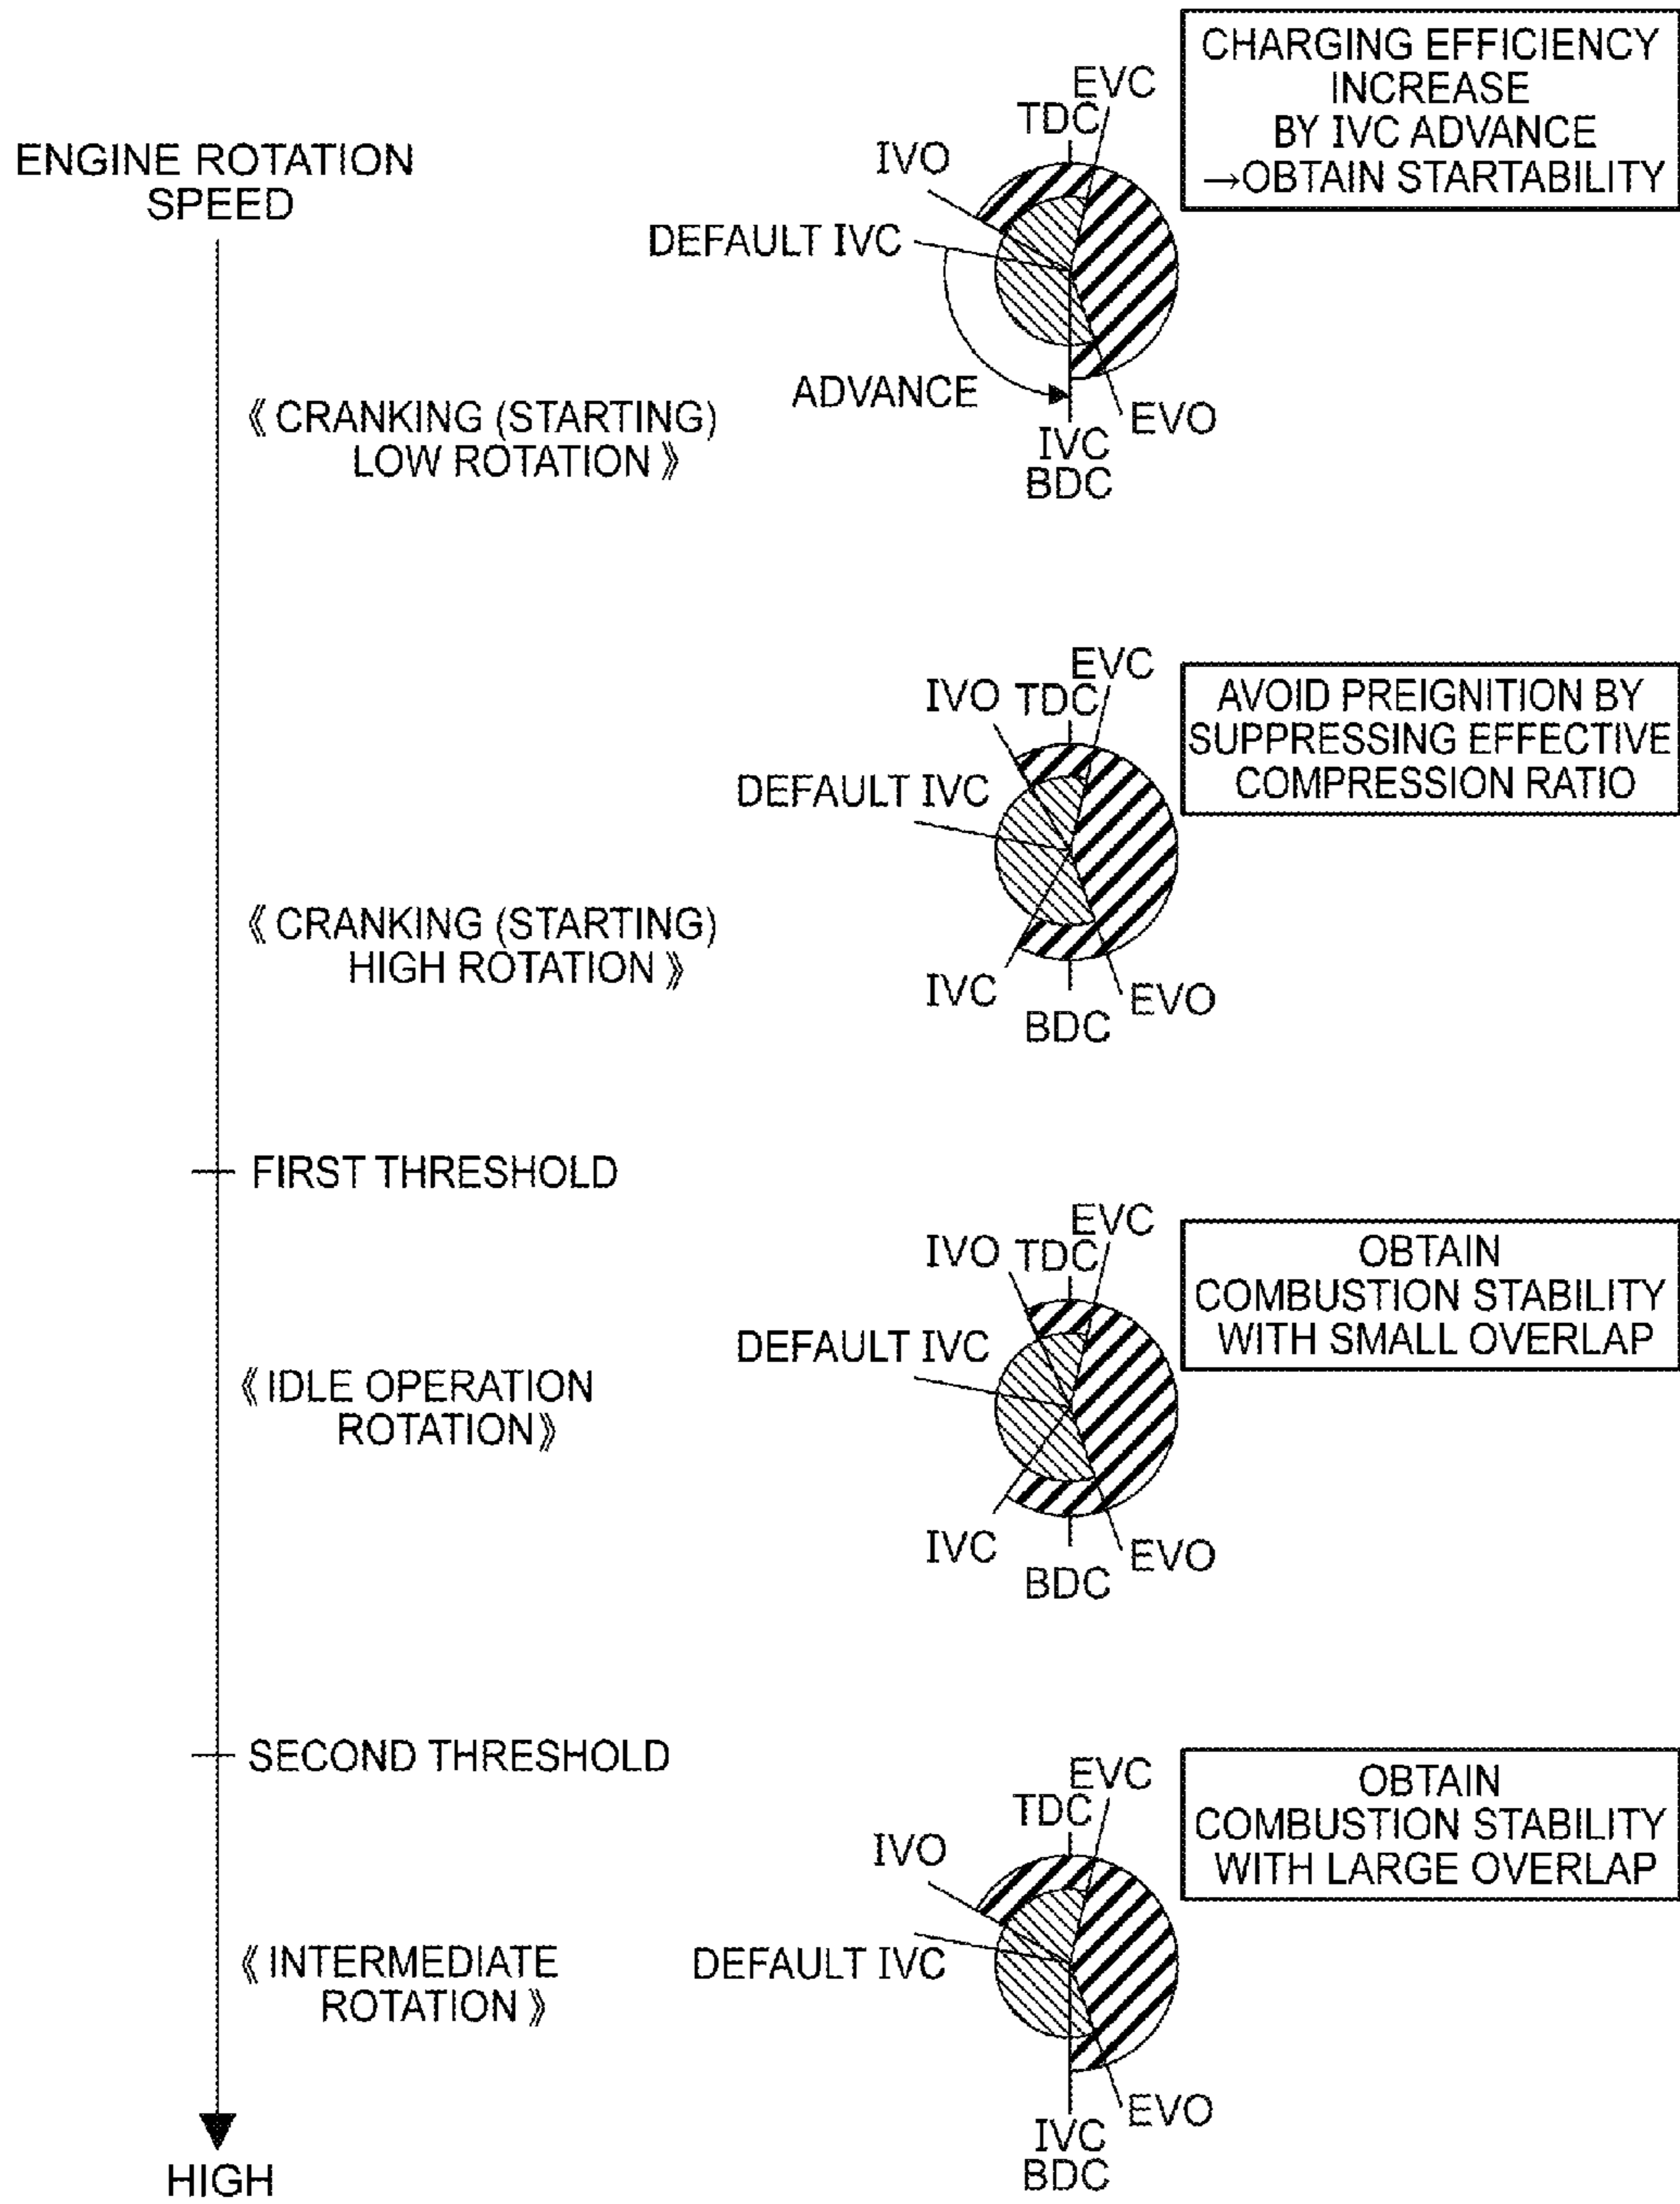 ENGINE ROTATION
SPEED
EVC
TDC
IVO
DEFAULT IVC
ADVANCE
EVO
IVC
BDC
CHARGING EFFICIENCY
INCREASE
BY IVC ADVANCE
→OBTAIN STARTABILITY
《 CRANKING (STARTING)
LOW ROTATION 》
EVC
IVO TDC
DEFAULT IVC
IVC
EVO
BDC
AVOID PREIGNITION BY
SUPPRESSING EFFECTIVE
COMPRESSION RATIO
《 CRANKING (STARTING)
HIGH ROTATION 》
FIRST THRESHOLD
EVC
IVO TDC
DEFAULT IVC
IVC
EVO
BDC
OBTAIN
COMBUSTION STABILITY
WITH SMALL OVERLAP
《 IDLE OPERATION
ROTATION》
SECOND THRESHOLD
EVC
TDC
IVO
DEFAULT IVC
EVO
IVC
BDC
OBTAIN
COMBUSTION STABILITY
WITH LARGE OVERLAP
《 INTERMEDIATE
ROTATION 》
HIGH